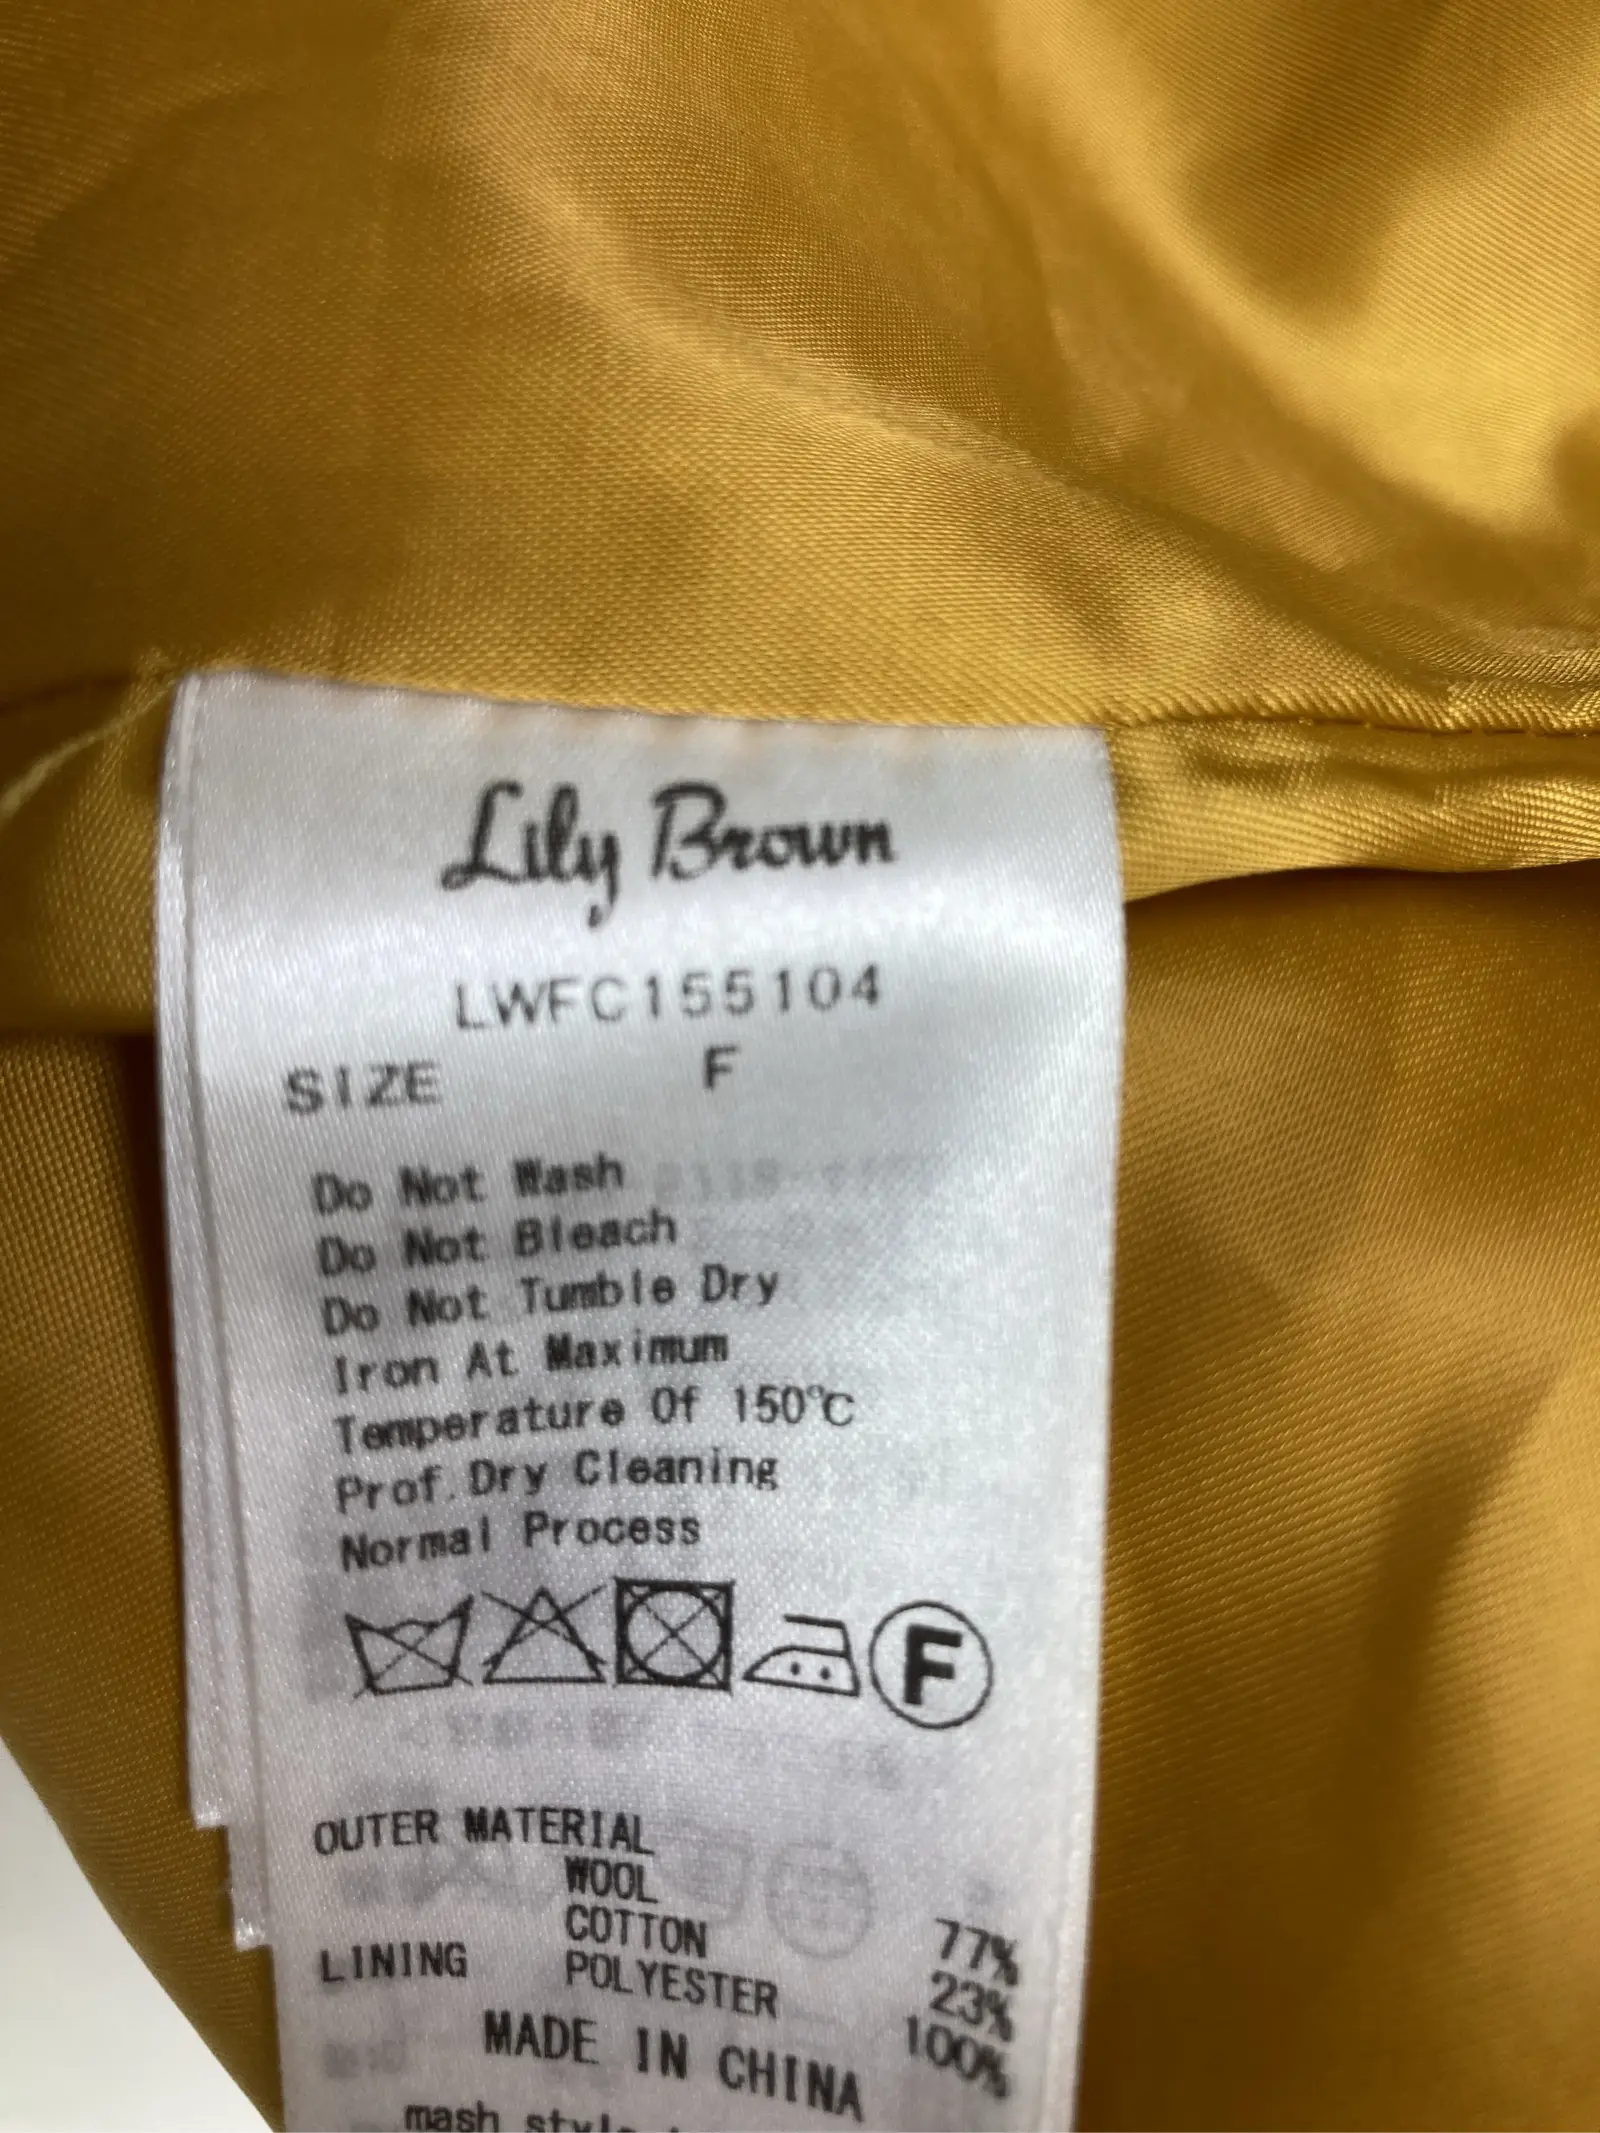 Lily Brown
LWFC155104
SIZE F
Do Not Wash
Do Not Bleach
Do Not Tumble Dry
Iron At Maximum
Temperature Of 150℃
Prof.Dry Cleaning
Normal Process
F
OUTER MATERIAL
WOOL 77%
COTTON 23%
LINING POLYESTER 100%
MADE IN CHINA
mash